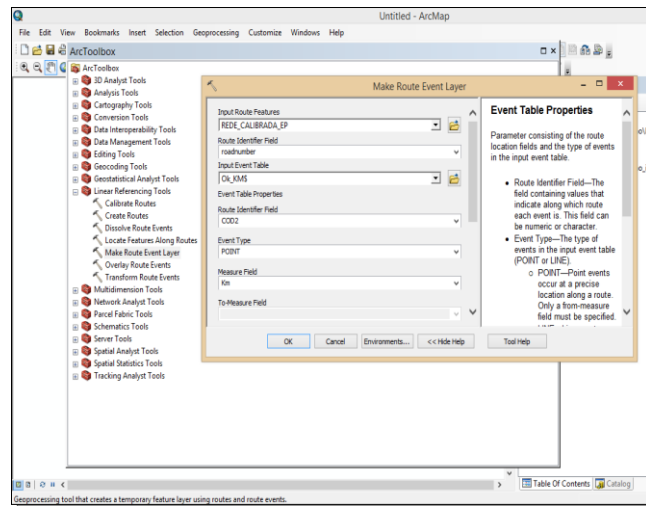 Untitled - ArcMap
File Edit View Bookmarks Insert Selection Geoprocessing Customize Windows Help
ArcToolbox
ArcToolbox
3D Analyst Tools
Analysis Tools
Cartography Tools
Conversion Tools
Data Interoperability Tools
Data Management Tools
Editing Tools
Geocoding Tools
Geostatistical Analyst Tools
Linear Referencing Tools
Calibrate Routes
Create Routes
Dissolve Route Events
Locate Features Along Routes
Make Route Event Layer
Overlay Route Events
Transform Route Events
Multidimension Tools
Network Analyst Tools
Parcel Fabric Tools
Schematics Tools
Server Tools
Spatial Analyst Tools
Spatial Statistics Tools
Tracking Analyst Tools
Make Route Event Layer
Input Route Features
REDE_CALIBRADA_EP
Route Identifier Field
roadnumber
Input Event Table
Ok_KM$
Event Table Properties
Route Identifier Field
COD2
Event Type
POINT
Measure Field
Km
To-Measure Field
OK Cancel Environments... << Hide Help Tool Help
Event Table Properties
Parameter consisting of the route
location fields and the type of events
in the input event table.
• Route Identifier Field—The
field containing values that
indicate along which route
each event is. This field can
be numeric or character.
• Event Type—The type of
events in the input event table
(POINT or LINE).
○ POINT—Point events
occur at a precise
location along a route.
Only a from-measure
field must be specified.
Table Of Contents Catalog
Geoprocessing tool that creates a temporary feature layer using routes and route events.